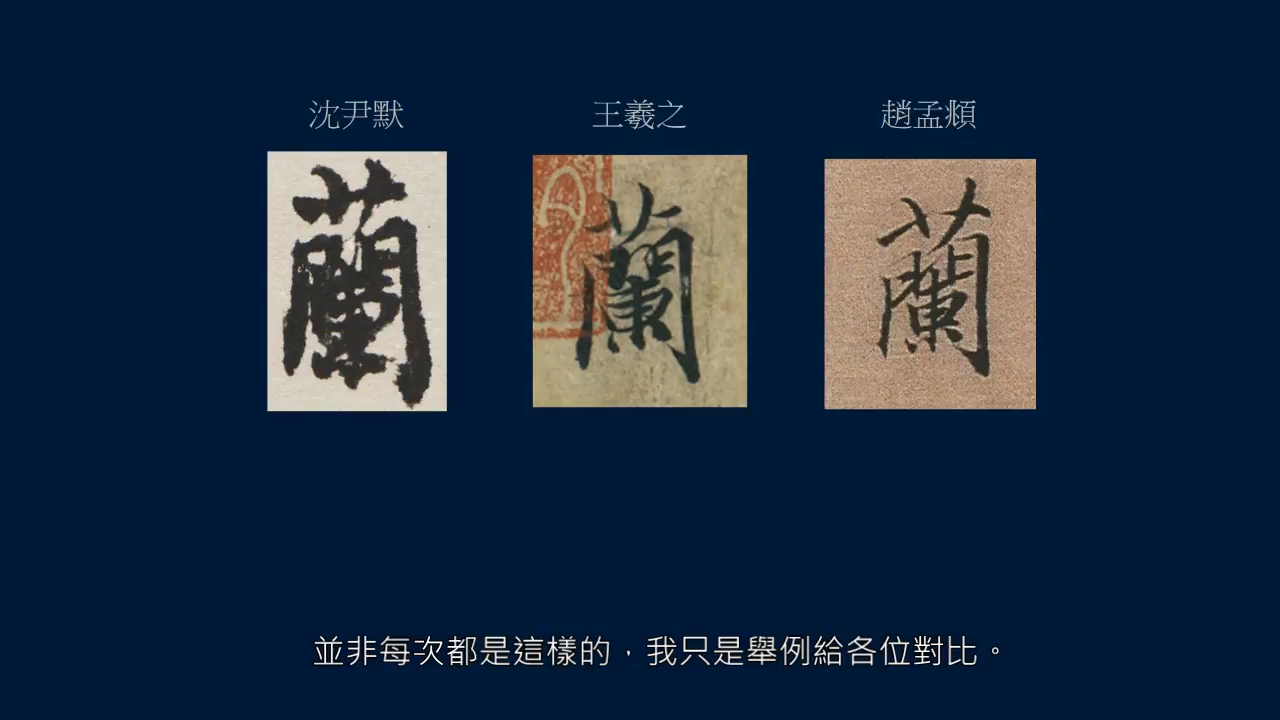 沈尹默
王羲之
趙孟頫
蘭
蘭
蘭
並非每次都是這樣的，我只是舉例給各位對比。